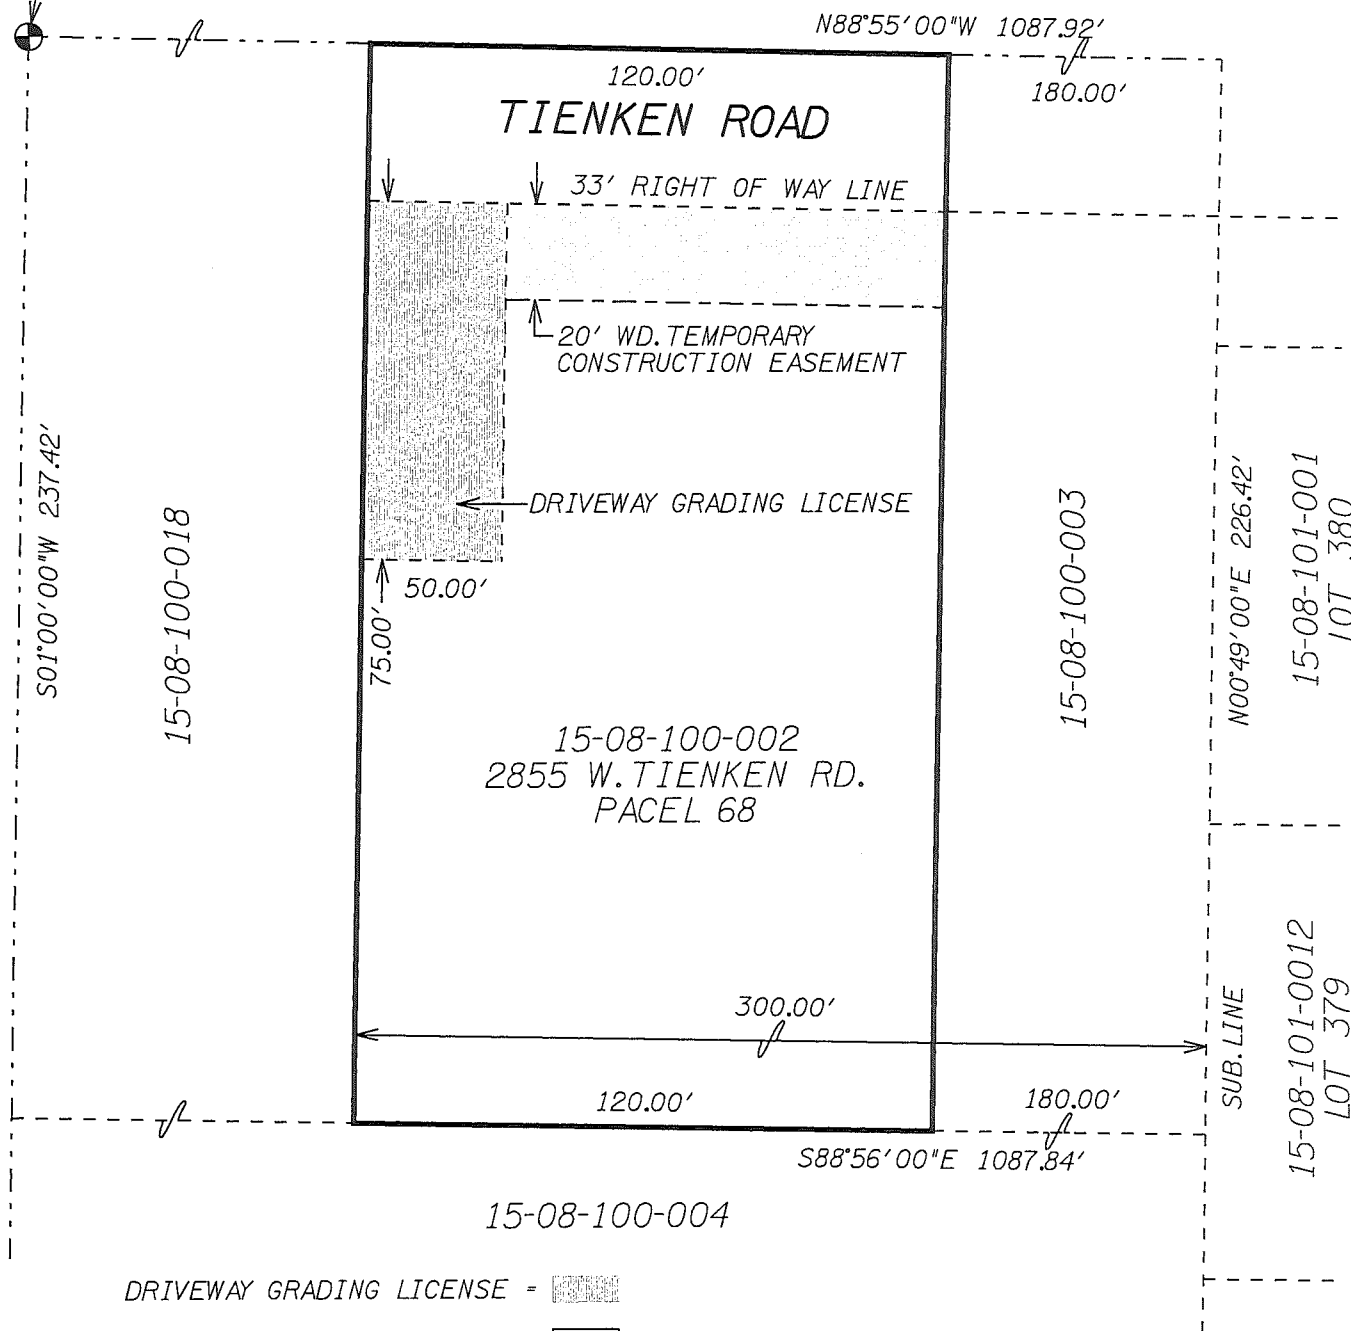 N88°55'00"W 1087.92'
120.00'
180.00'
TIENKEN ROAD
33' RIGHT OF WAY LINE
20' WD. TEMPORARY
CONSTRUCTION EASEMENT
DRIVEWAY GRADING LICENSE
50.00'
75.00'
S01°00'00"W 237.42'
15-08-100-018
15-08-100-003
N00°49'00"E 226.42'
15-08-101-001
LOT 380
15-08-100-002
2855 W. TIENKEN RD.
PACEL 68
300.00'
120.00'
180.00'
SUB. LINE
15-08-101-0012
LOT 379
S88°56'00"E 1087.84'
15-08-100-004
DRIVEWAY GRADING LICENSE =